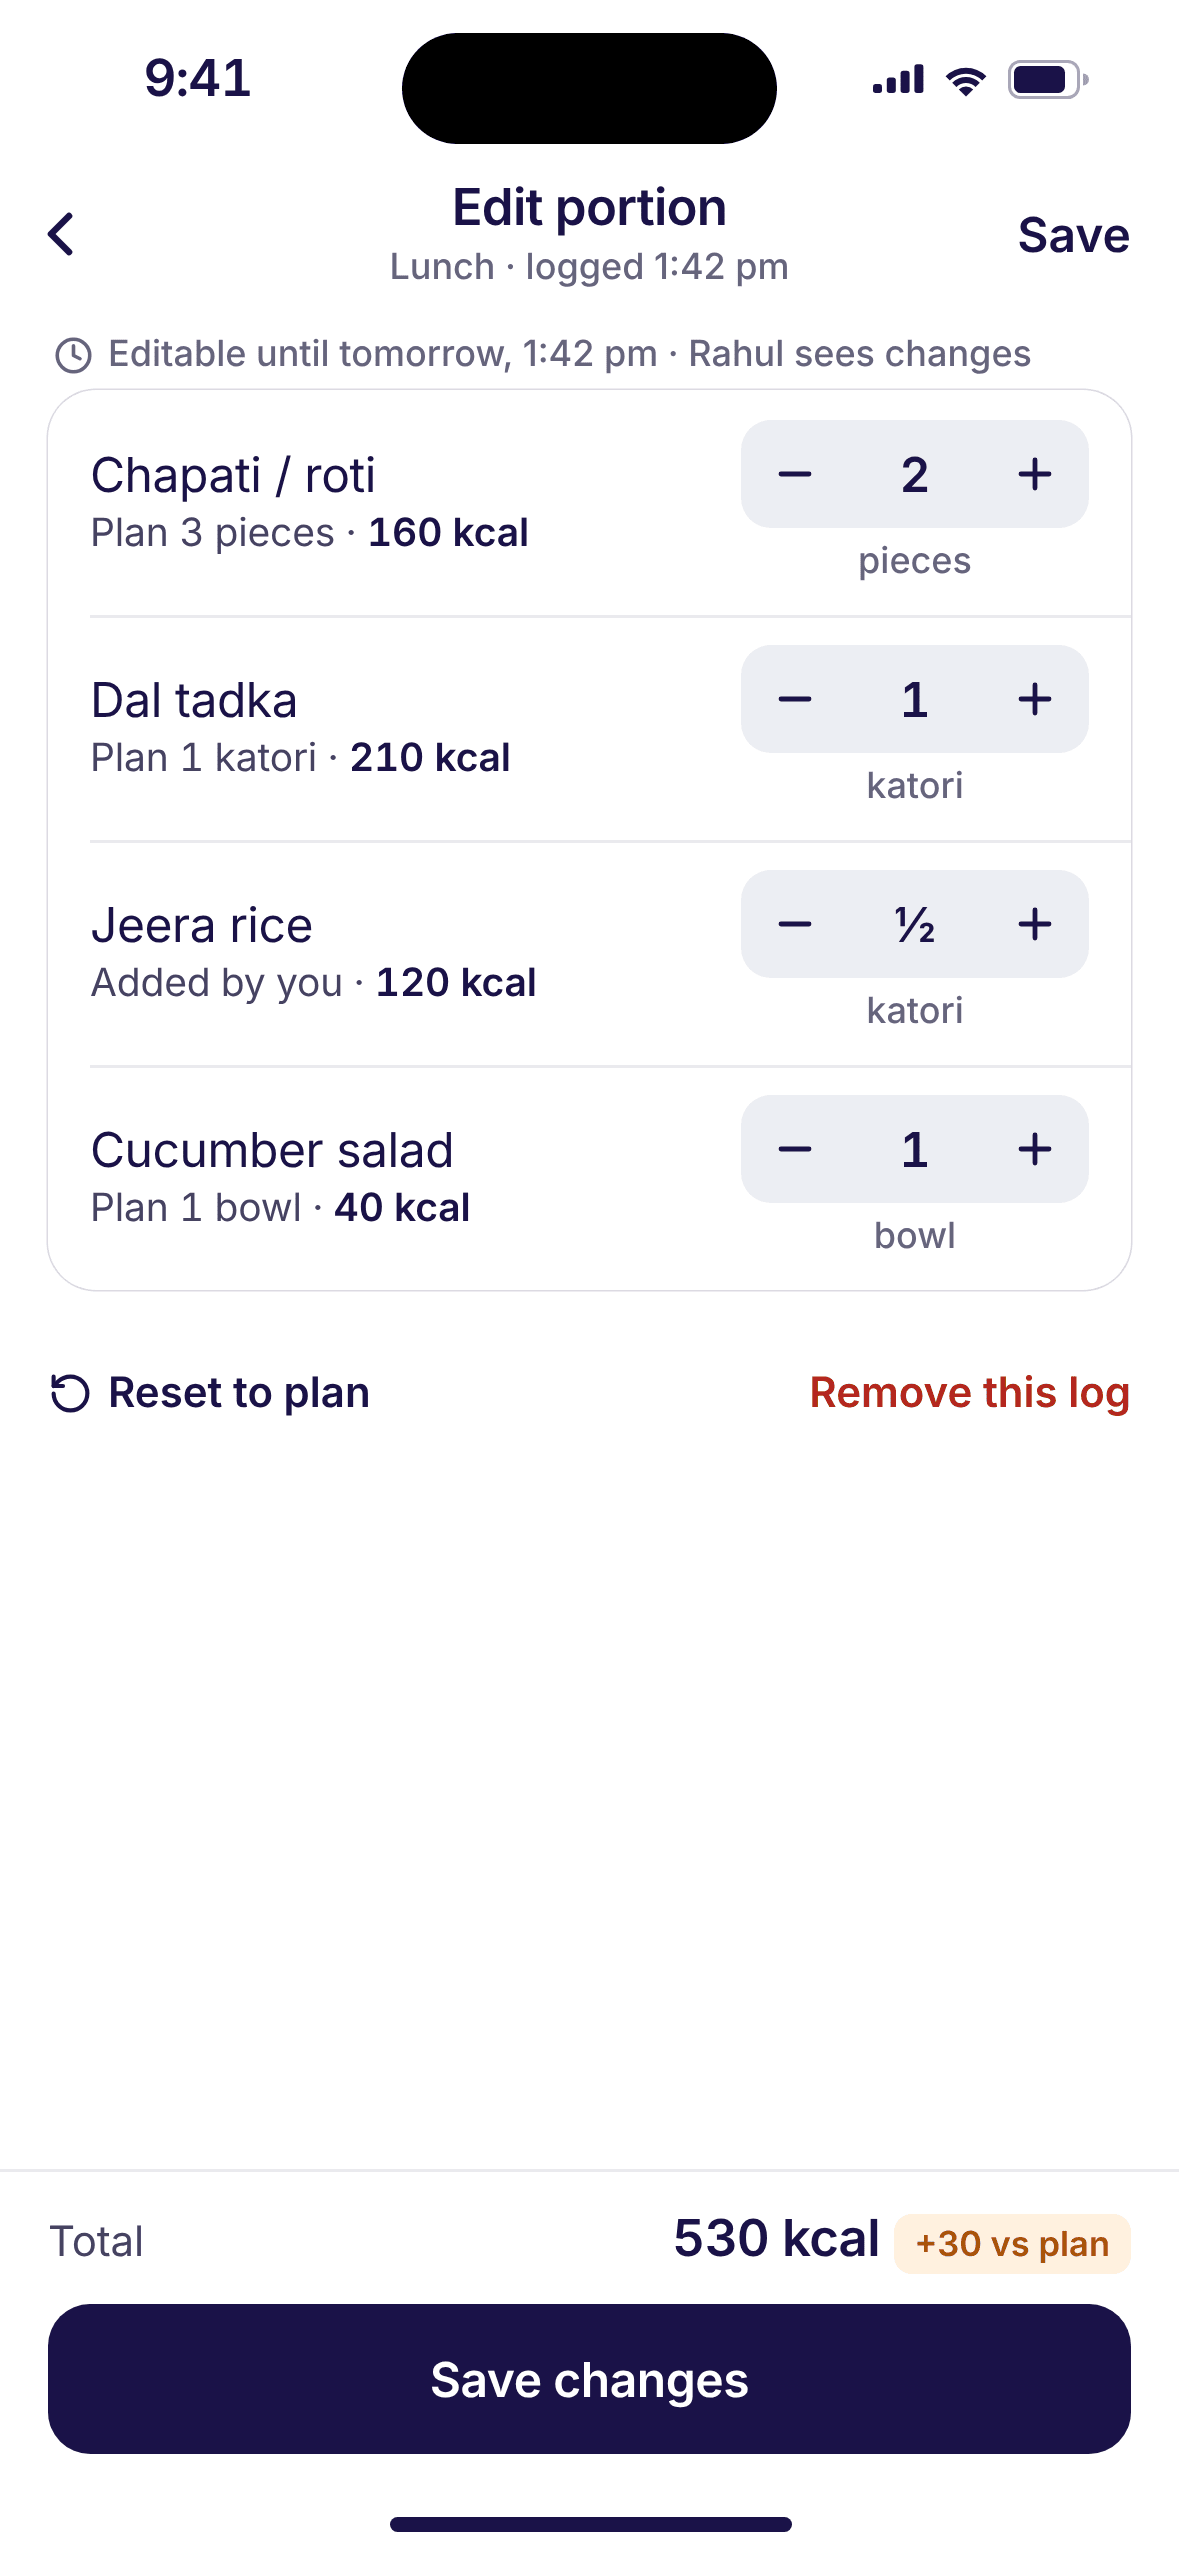 9:41
Edit portion
Save
Lunch · logged 1:42 pm
Editable until tomorrow, 1:42 pm · Rahul sees changes
Chapati / roti
− 2 +
Plan 3 pieces · 160 kcal
pieces
Dal tadka
− 1 +
Plan 1 katori · 210 kcal
katori
Jeera rice
− ½ +
Added by you · 120 kcal
katori
Cucumber salad
− 1 +
Plan 1 bowl · 40 kcal
bowl
Reset to plan
Remove this log
Total
530 kcal
+30 vs plan
Save changes